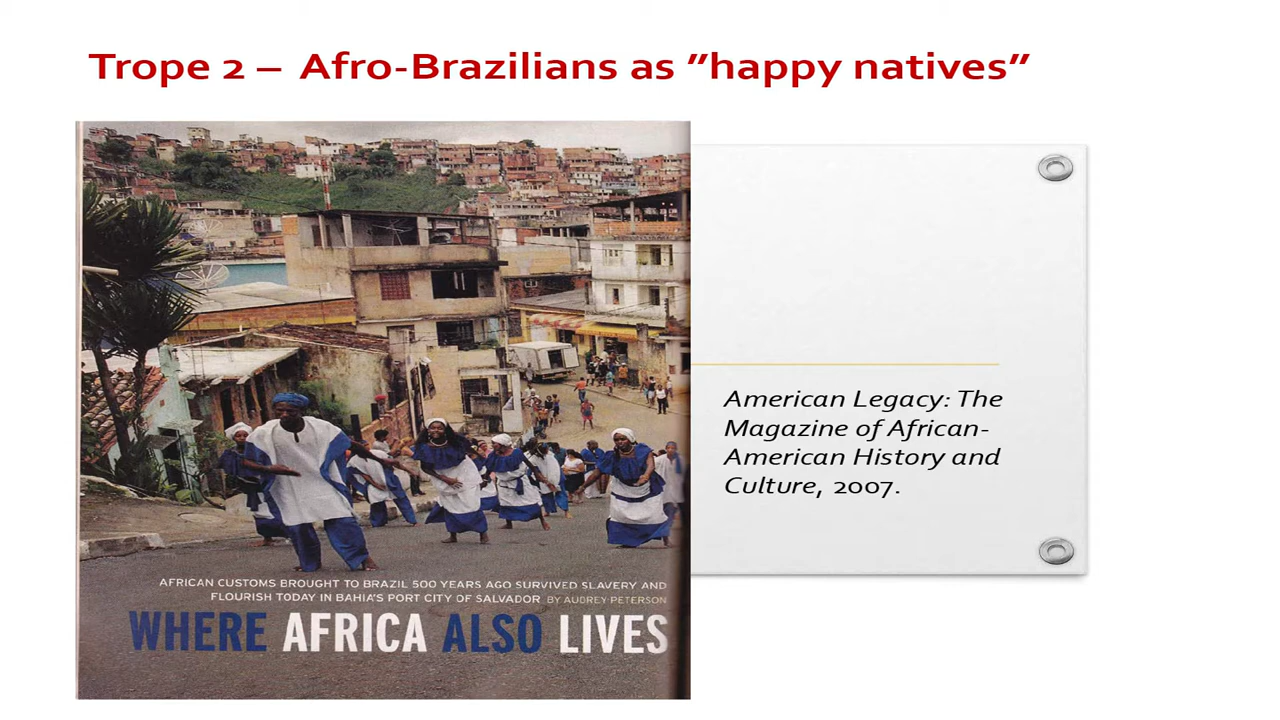 Trope 2 – Afro-Brazilians as ”happy natives”
American Legacy: The
Magazine of African-
American History and
Culture, 2007.
AFRICAN CUSTOMS BROUGHT TO BRAZIL 500 YEARS AGO SURVIVED SLAVERY AND
FLOURISH TODAY IN BAHIA'S PORT CITY OF SALVADOR BY AUDREY PETERSON
WHERE AFRICA ALSO LIVES